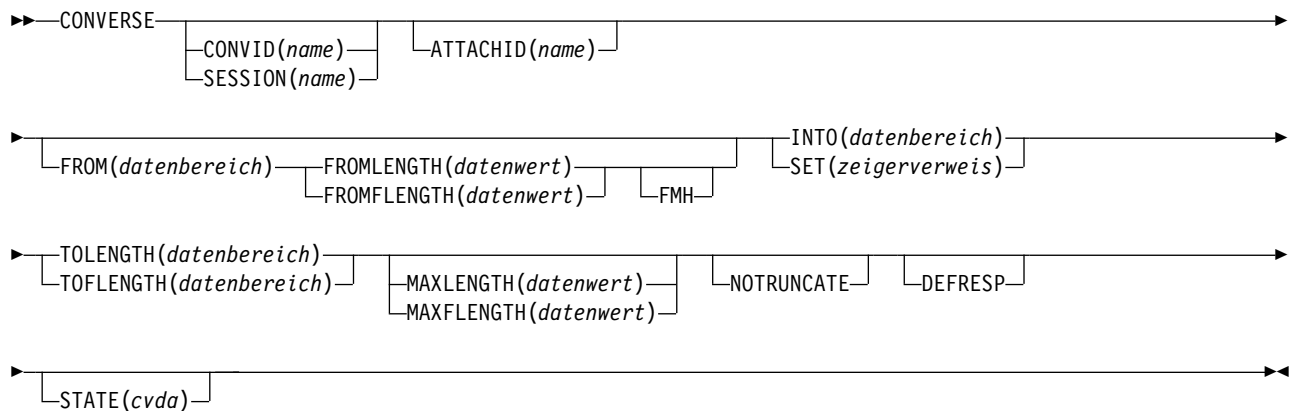 CONVERSE
CONVID(name) ATTACHID(name)
SESSION(name)
INTO(datenbereich)
FROM(datenbereich) FROMLENGTH(datenwert) SET(zeigerverweis)
FROMFLENGTH(datenwert) FMH
TOLENGTH(datenbereich)
TOFLENGTH(datenbereich) MAXLENGTH(datenwert) NOTRUNCATE DEFRESP
MAXFLENGTH(datenwert)
STATE(cvda)